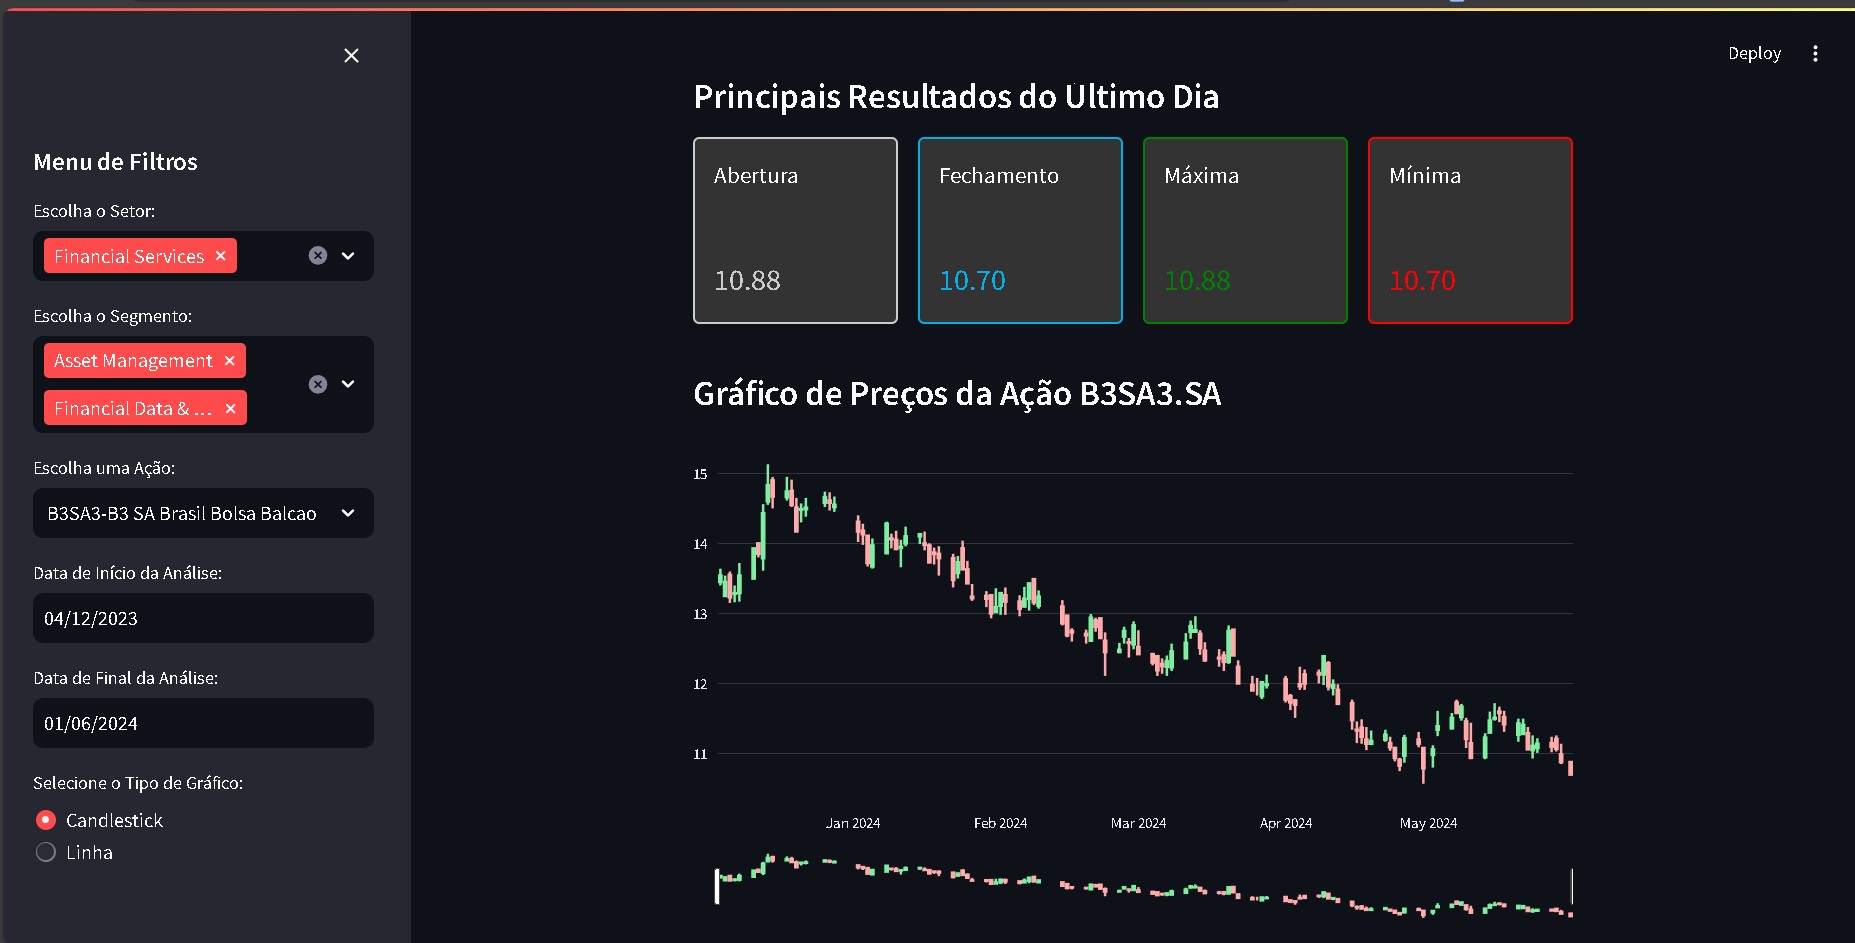 Deploy
Menu de Filtros
Escolha o Setor:
Financial Services
Escolha o Segmento:
Asset Management
Financial Data & ...
Escolha uma Ação:
B3SA3-B3 SA Brasil Bolsa Balcao
Data de Início da Análise:
04/12/2023
Data de Final da Análise:
01/06/2024
Selecione o Tipo de Gráfico:
Candlestick
Linha
Principais Resultados do Último Dia
Abertura
10.88
Fechamento
10.70
Máxima
10.88
Mínima
10.70
Gráfico de Preços da Ação B3SA3.SA
15
14
13
12
11
Jan 2024
Feb 2024
Mar 2024
Apr 2024
May 2024